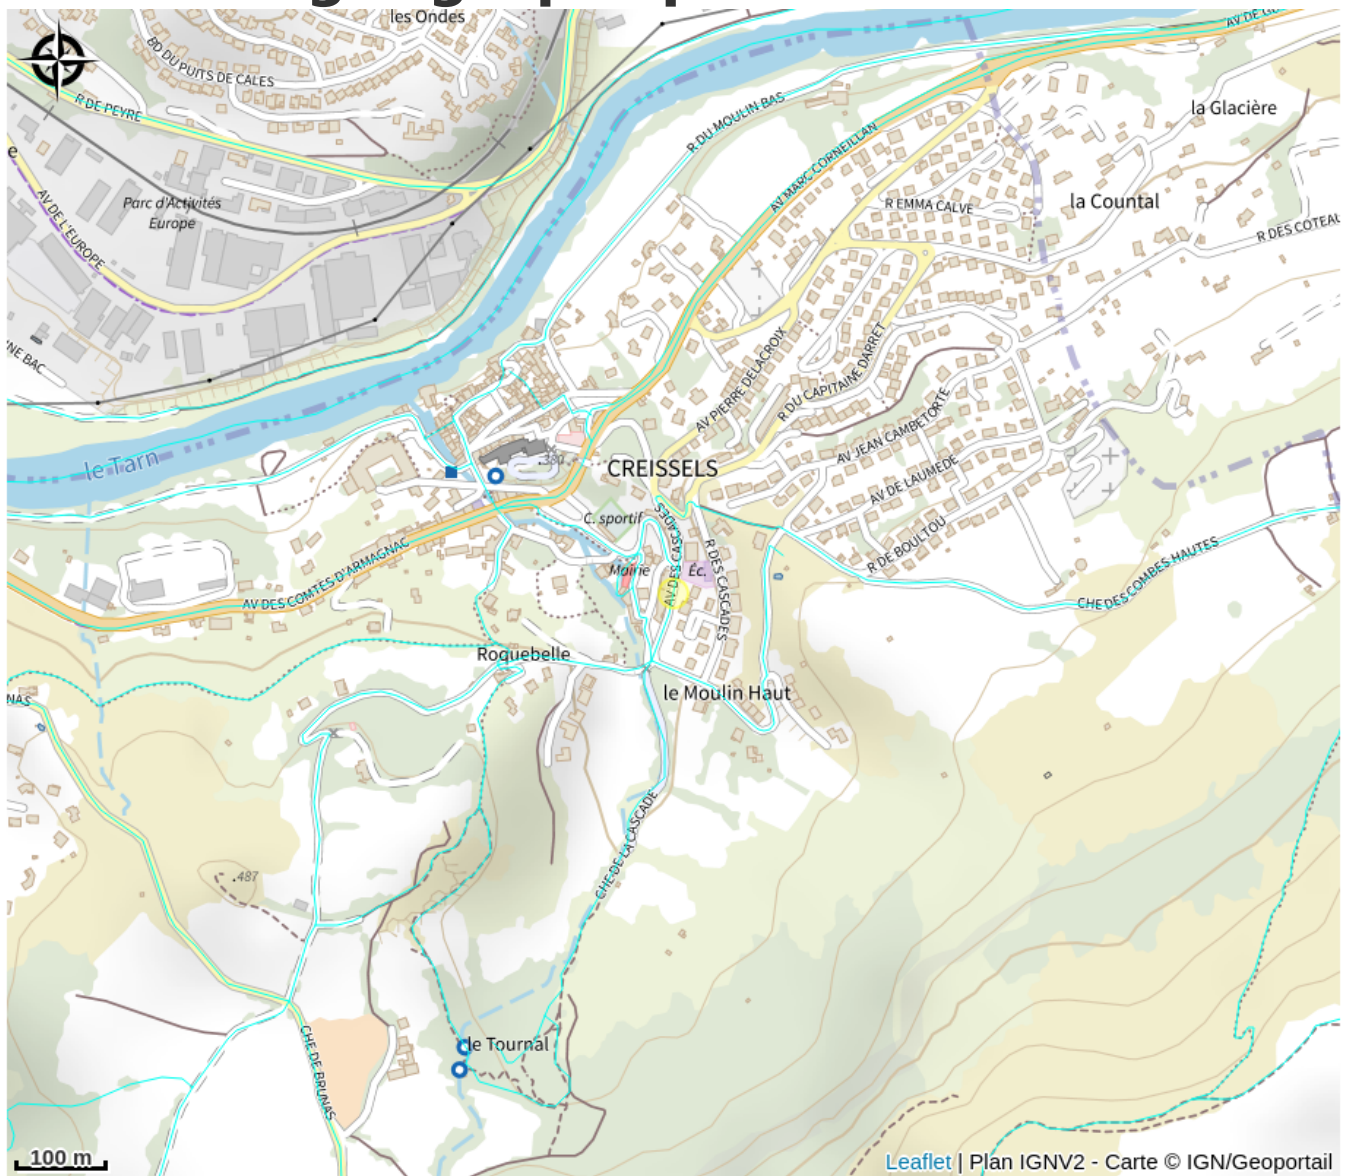 les Ondes
BD DU PUITS DE CALES
R DE PEYRE
AV DE L'EUROPE
Parc d'Activités
Europe
R DU MOULIN BAS
AV MARC CORNEILLAN
la Glacière
la Countal
R EMMA CALVE
R DES COTEAU
AV PIERRE DELACROIX
R DU CAPITAINE DARRET
AV JEAN CAMBETORTE
AV DE LAUMEDE
R DE BOULTOU
le Tarn
.380
CREISSELS
C. sportif
AV DES CASCADES
R DES CASCADES
Mairie
Éc.
AV DES COMTES D'ARMAGNAC
CHE DES COMBES HAUTES
Roquebelle
le Moulin Haut
NAS
CHE DE LA CASCADE
.487
le Tournal
CHE DE BRUNAS
100 m
Leaflet | Plan IGNV2 - Carte © IGN/Geoportail